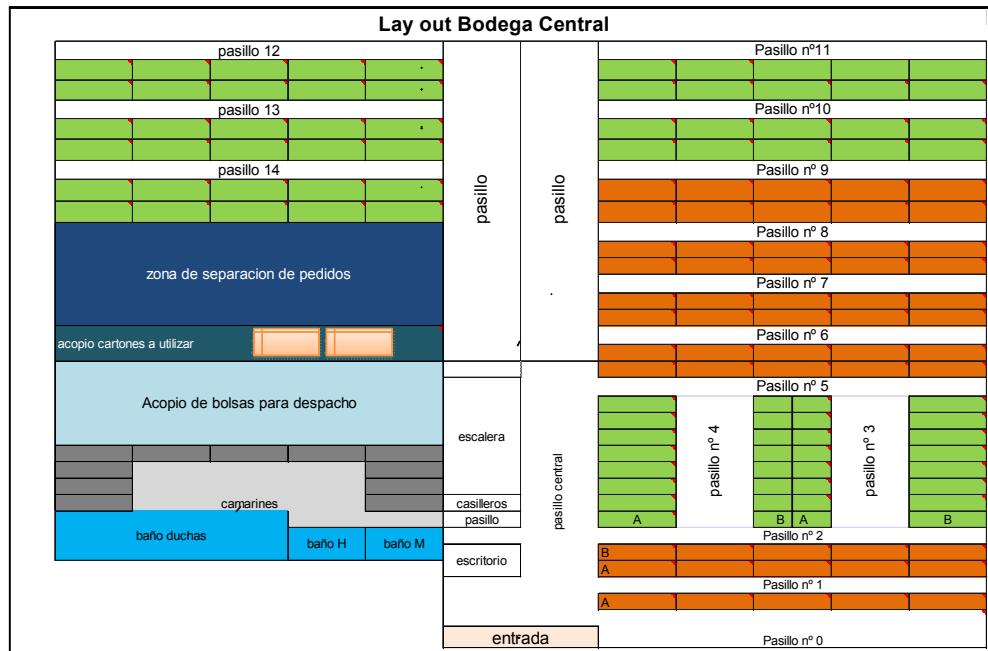 Lay out Bodega Central
pasillo 12
Pasillo nº11
pasillo 13
Pasillo nº10
pasillo 14
Pasillo nº 9
pasillo
pasillo
Pasillo nº 8
zona de separacion de pedidos
Pasillo nº 7
Pasillo nº 6
acopio cartones a utilizar
Pasillo nº 5
Acopio de bolsas para despacho
escalera
pasillo central
pasillo nº 4
pasillo nº 3
camarines
casilleros
pasillo
A
B
A
B
baño duchas
baño H
baño M
Pasillo nº 2
escritorio
B
A
Pasillo nº 1
A
entrada
Pasillo nº 0